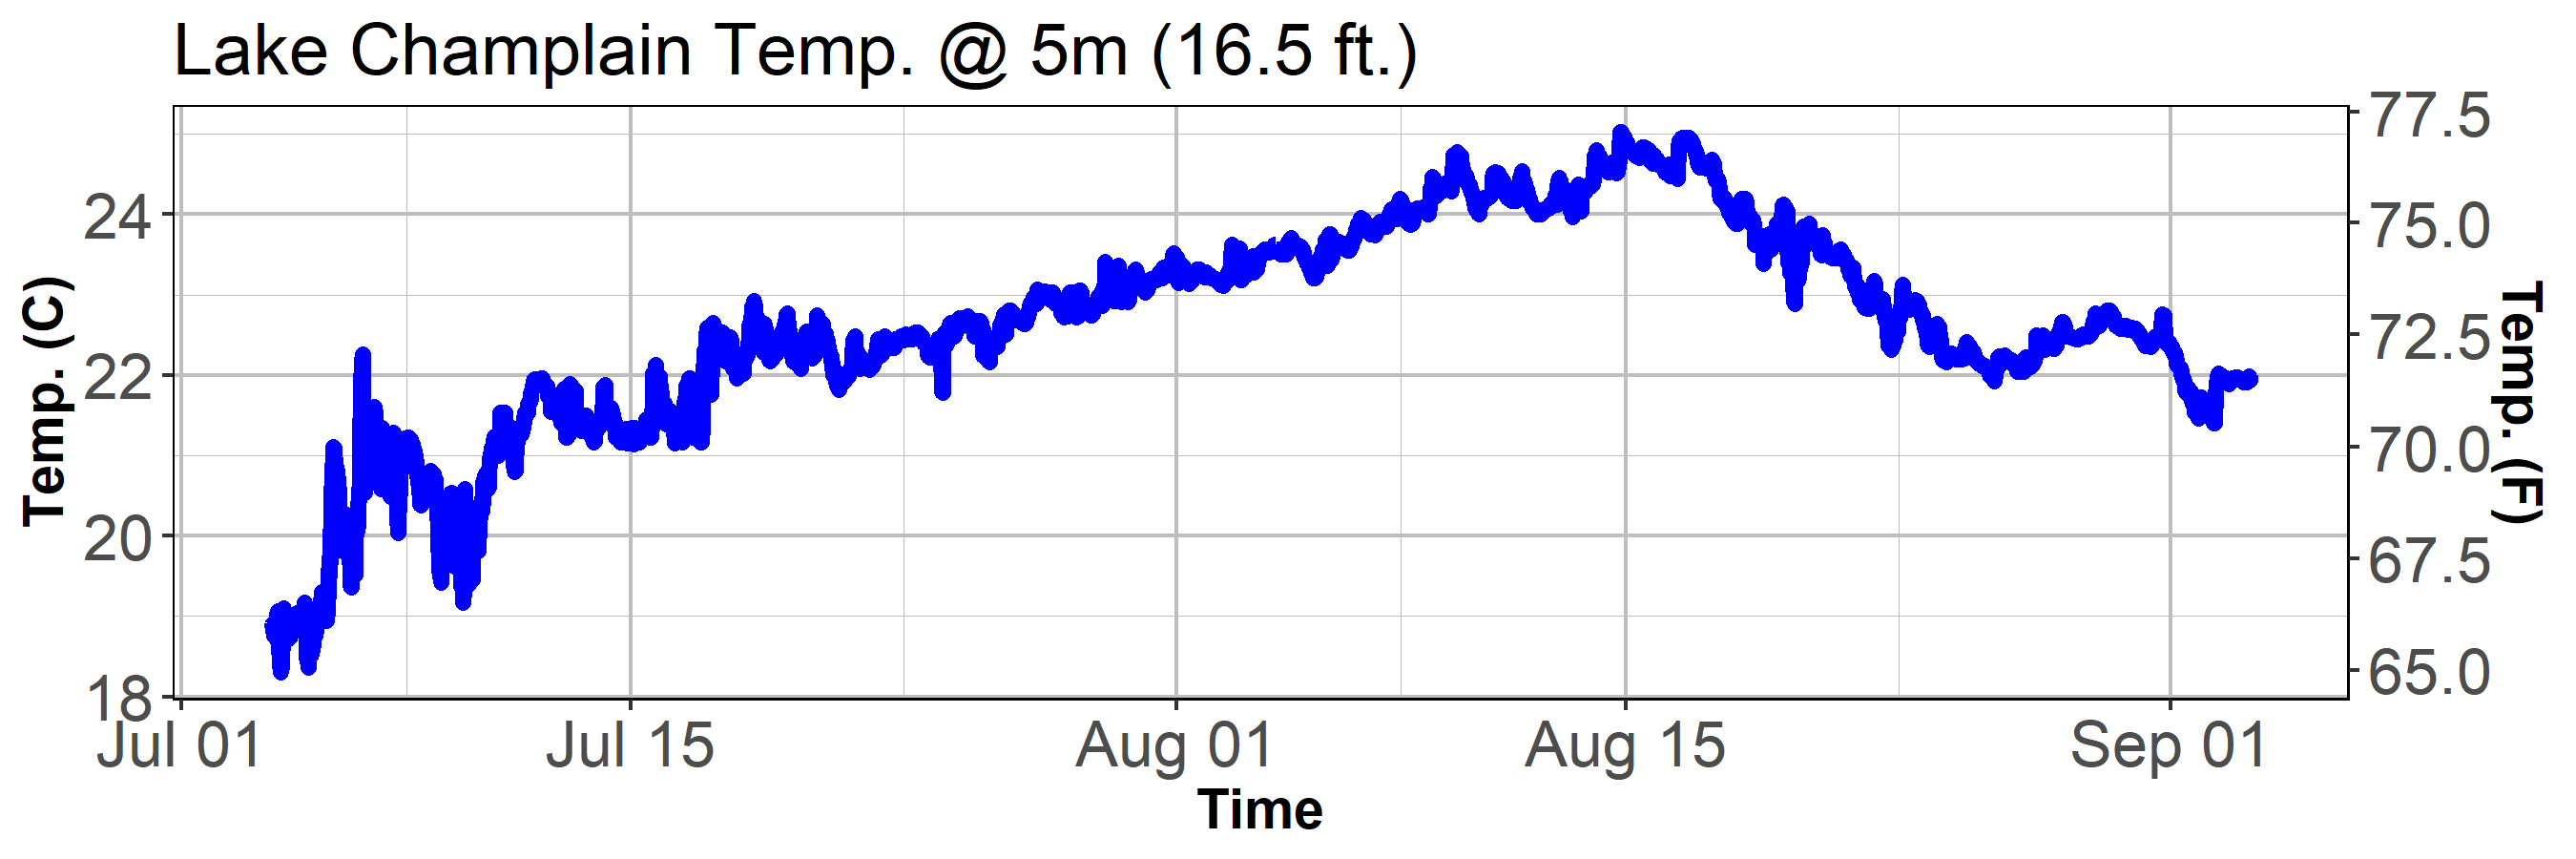 Lake Champlain Temp. @ 5m (16.5 ft.)
Temp. (C)
24
22
20
18
77.5
75.0
72.5
70.0
67.5
65.0
Temp. (F)
Jul 01 Jul 15 Aug 01 Aug 15 Sep 01
Time